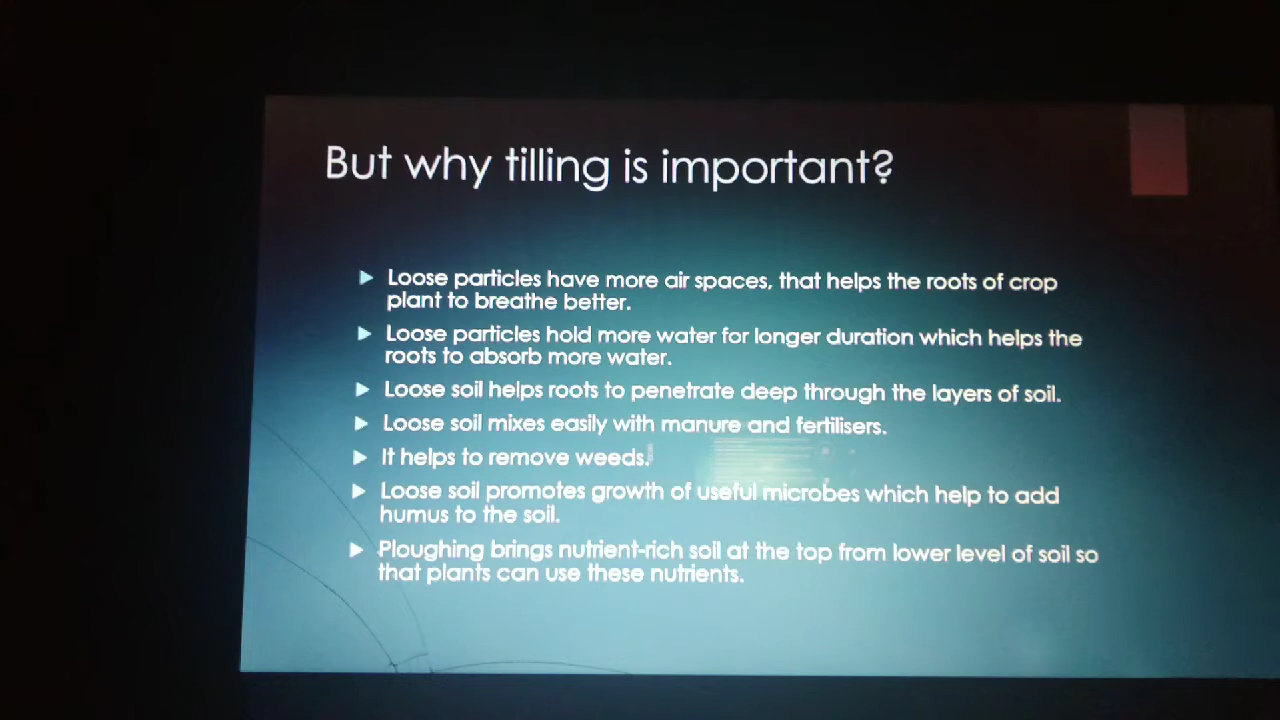 But why tilling is important?
Loose particles have more air spaces, that helps the roots of crop
plant to breathe better.
Loose particles hold more water for longer duration which helps the
roots to absorb more water.
Loose soil helps roots to penetrate deep through the layers of soil.
Loose soil mixes easily with manure and fertilisers.
It helps to remove weeds.
Loose soil promotes growth of useful microbes which help to add
humus to the soil.
Ploughing brings nutrient-rich soil at the top from lower level of soil so
that plants can use these nutrients.